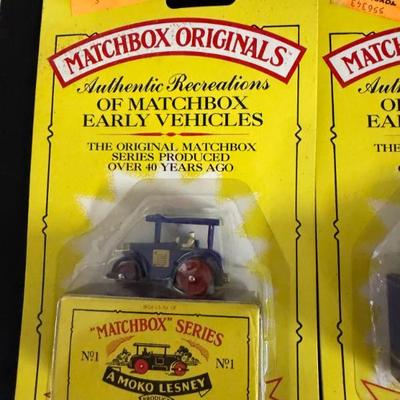 MATCHBOX ORIGINALS
Authentic Recreations
OF MATCHBOX
EARLY VEHICLES
THE ORIGINAL MATCHBOX
SERIES PRODUCED
OVER 40 YEARS AGO
"MATCHBOX" SERIES
No1
No1
A MOKO LESNEY
MATCHBOX
THE